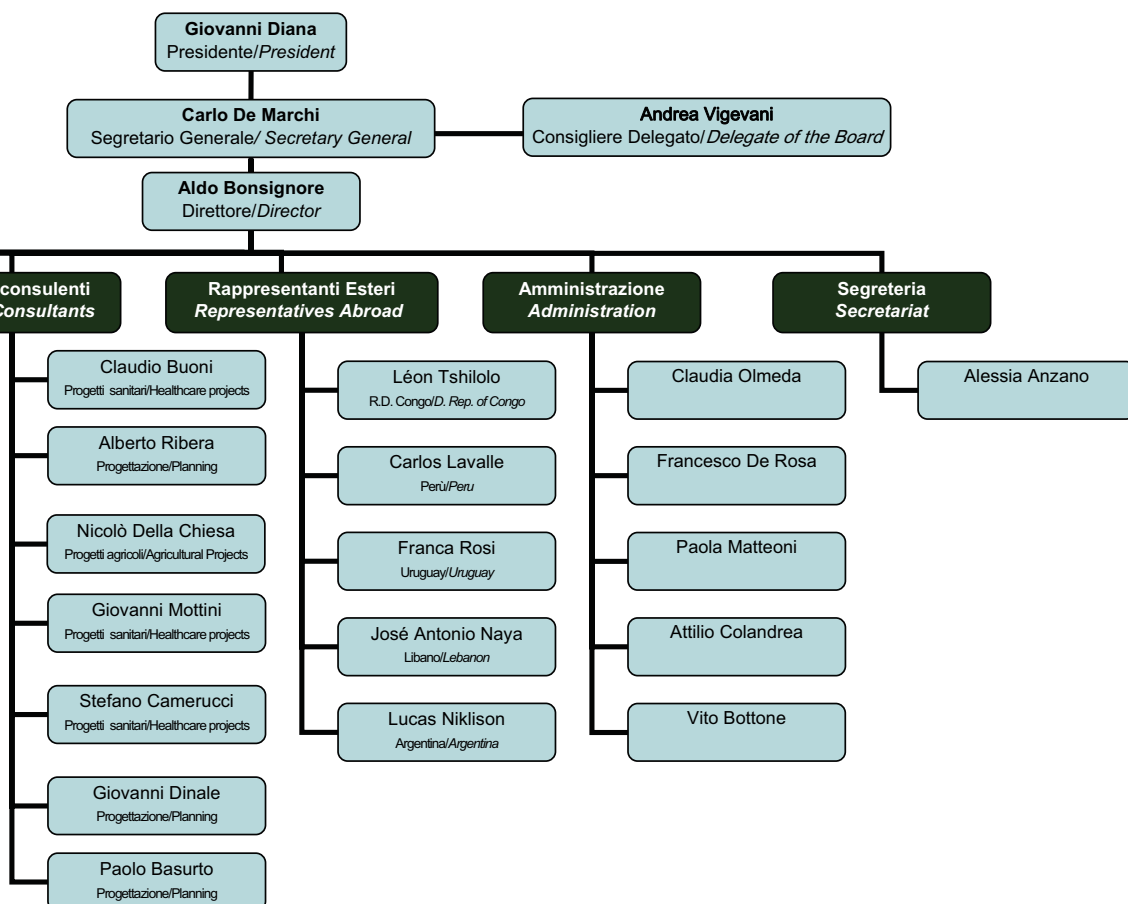 Giovanni Diana
Presidente/President
Carlo De Marchi
Segretario Generale/ Secretary General
Andrea Vigevani
Consigliere Delegato/Delegate of the Board
Aldo Bonsignore
Direttore/Director
consulenti
Consultants
Rappresentanti Esteri
Representatives Abroad
Amministrazione
Administration
Segreteria
Secretariat
Claudio Buoni
Progetti sanitari/Healthcare projects
Alberto Ribera
Progettazione/Planning
Nicolò Della Chiesa
Progetti agricoli/Agricultural Projects
Giovanni Mottini
Progetti sanitari/Healthcare projects
Stefano Camerucci
Progetti sanitari/Healthcare projects
Giovanni Dinale
Progettazione/Planning
Paolo Basurto
Progettazione/Planning
Léon Tshilolo
R.D. Congo/D. Rep. of Congo
Carlos Lavalle
Perù/Peru
Franca Rosi
Uruguay/Uruguay
José Antonio Naya
Libano/Lebanon
Lucas Niklison
Argentina/Argentina
Claudia Olmeda
Francesco De Rosa
Paola Matteoni
Attilio Colandrea
Vito Bottone
Alessia Anzano